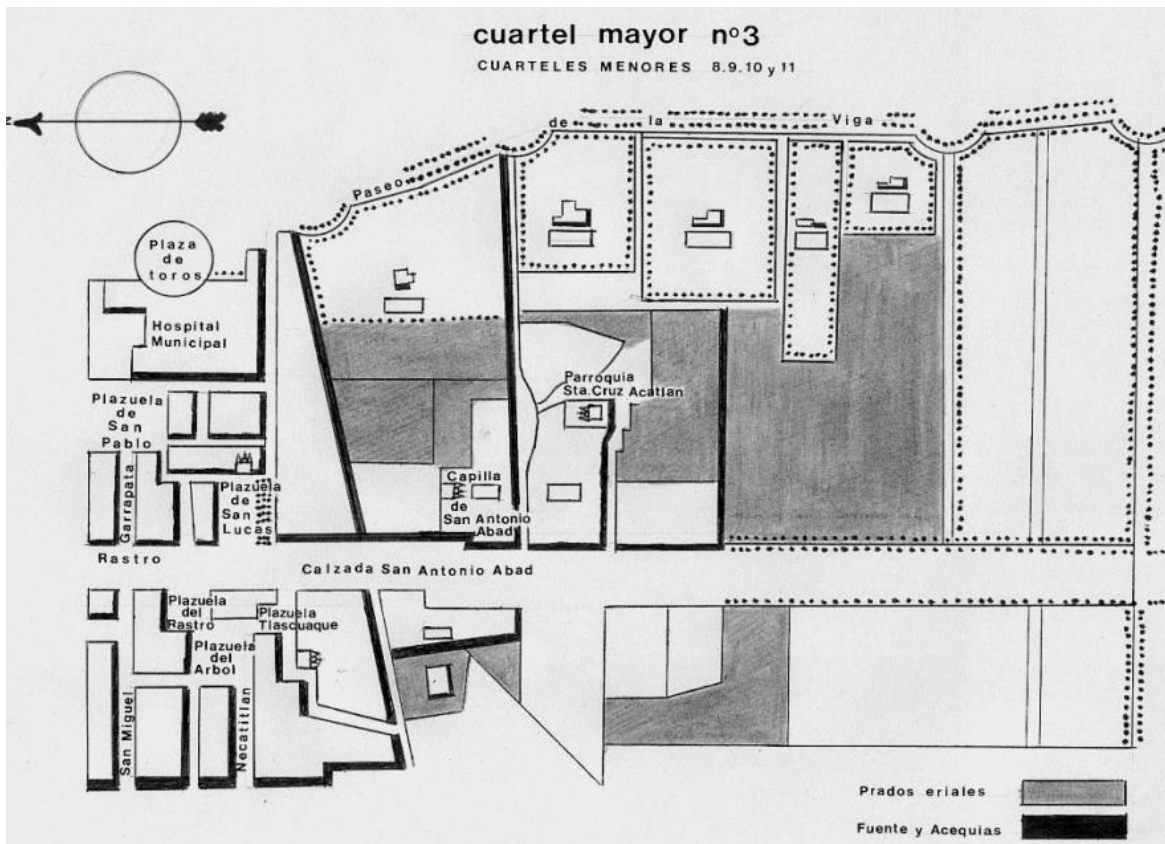 cuartel mayor nº3
CUARTELES MENORES 8.9.10 y 11
Paseo de la Viga
Plaza
de
toros
Hospital
Municipal
Plazuela
de
San
Pablo
Parroquia
Sta.Cruz Acatlan
Garrapata
Plazuela
de
San
Lucas
Capilla
de
San Antonio
Abad
Rastro
Calzada San Antonio Abad
Plazuela
del
Rastro
Plazuela
Tlascuaque
Plazuela
del
Arbol
San Miguel
Necatitlan
Prados eriales
Fuente y Acequias